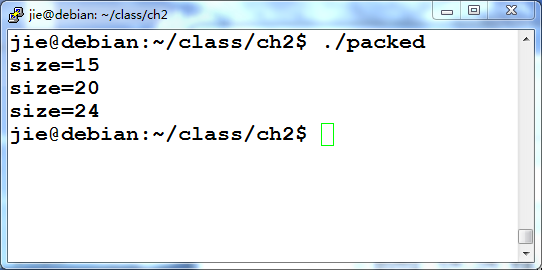 jie@debian: ~/class/ch2
jie@debian:~/class/ch2$ ./packed
size=15
size=20
size=24
jie@debian:~/class/ch2$